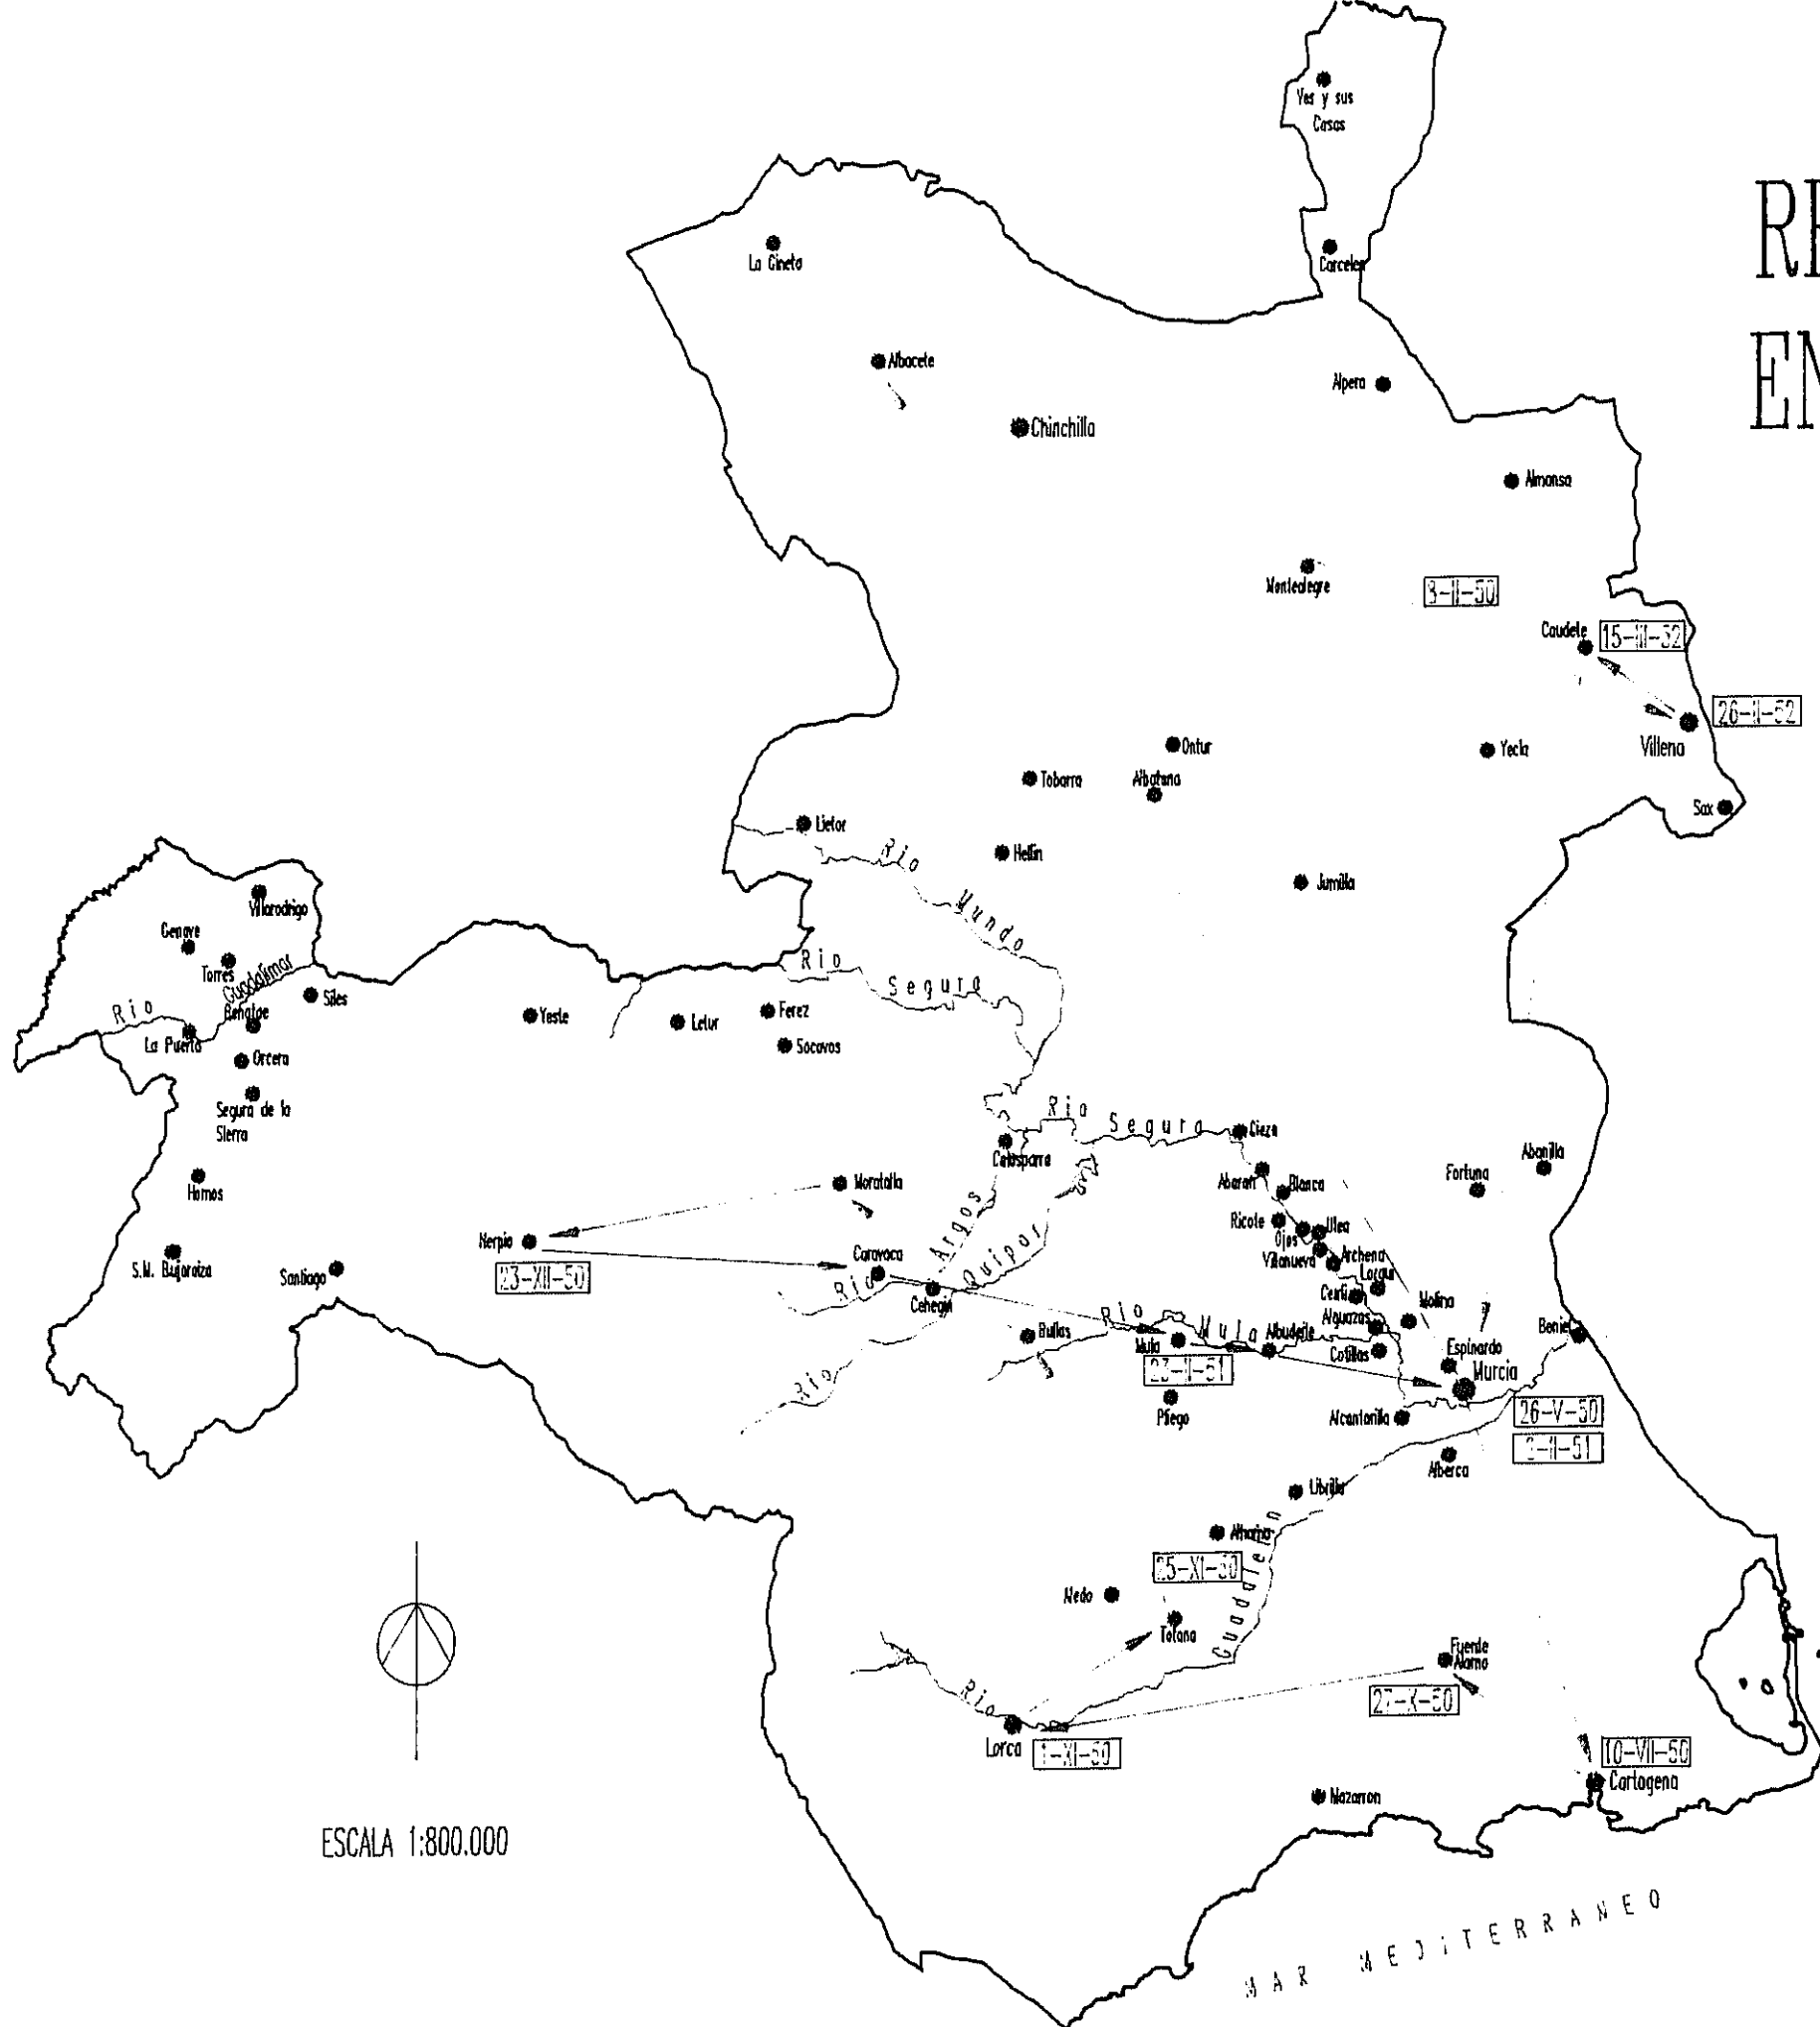 Yes y sus
Casas
La Gineta
Carcelen
Albacete
Alpera
Chinchilla
Almansa
Montealegre
Caudete
15-III-52
26-II-52
Villena
Ontur
Yecla
Tobarra
Albatana
Sax
Lietor
Hellin
Rio Mundo
Jumilla
Villarodrigo
Genave
Torres
Rio Guadalimar
Siles
Benatae
La Puerta
Orcera
Segura de la
Sierra
Hornos
S.M. Bujaraiza
Santiago
Yeste
Letur
Ferez
Socovos
Rio Segura
Rio Segura
Cieza
Calasparra
Moratalla
Abaran
Blanca
Fortuna
Abanilla
Ricote
Ojos
Ulea
Villanueva
Archena
Lorqui
Ceuti
Molina
Alguazas
Cotillas
Nerpio
23-XII-50
Caravaca
Rio Argos
Cehegin
Rio Quipar
Bullas
Rio Mula
Mula
Albudeite
23-II-51
Pliego
Espinardo
Murcia
Beniel
26-V-50
Alcantarilla
Alberca
Librilla
Alhama
25-XI-50
Aledo
Totana
Rio Guadalentin
Fuente
Alamo
27-X-50
Lorca
1-XI-50
10-VII-50
Cartagena
Mazarron
ESCALA 1:800.000
MAR MEDITERRANEO